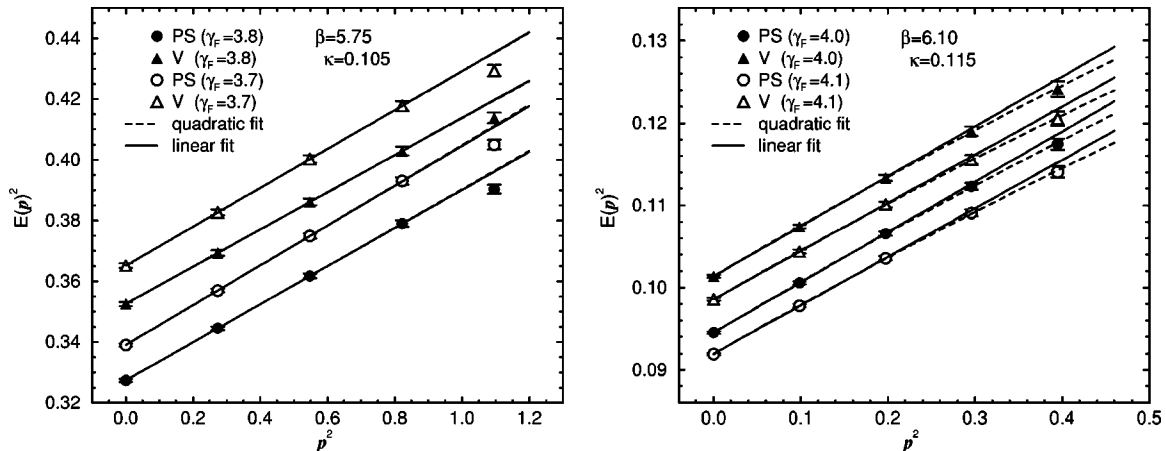 0.44
0.42
0.40
0.38
0.36
0.34
0.32
E(p)²
PS (γF=3.8)
V (γF=3.8)
PS (γF=3.7)
V (γF=3.7)
quadratic fit
linear fit
β=5.75
κ=0.105
0.0 0.2 0.4 0.6 0.8 1.0 1.2
p²
0.13
0.12
0.11
0.10
0.09
E(p)²
PS (γF=4.0)
V (γF=4.0)
PS (γF=4.1)
V (γF=4.1)
quadratic fit
linear fit
β=6.10
κ=0.115
0.0 0.1 0.2 0.3 0.4 0.5
p²